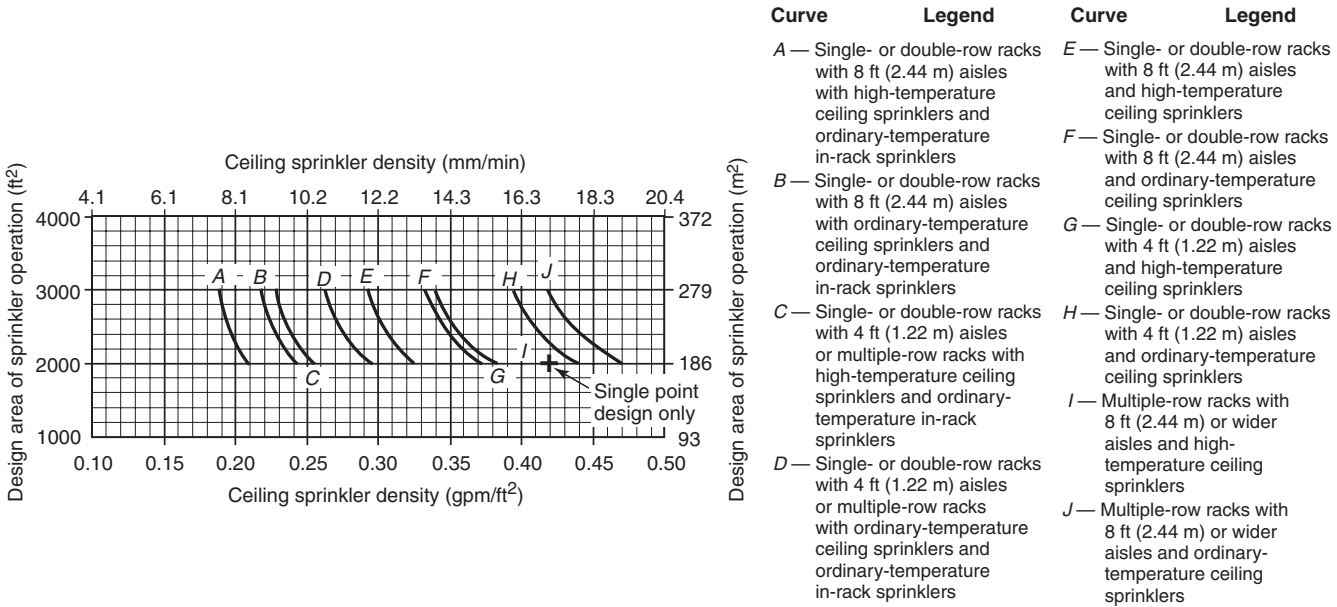 Curve Legend Curve Legend
A — Single- or double-row racks
with 8 ft (2.44 m) aisles
with high-temperature
ceiling sprinklers and
ordinary-temperature
in-rack sprinklers
B — Single- or double-row racks
with 8 ft (2.44 m) aisles
with ordinary-temperature
ceiling sprinklers and
ordinary-temperature
in-rack sprinklers
C — Single- or double-row racks
with 4 ft (1.22 m) aisles
or multiple-row racks with
high-temperature ceiling
sprinklers and ordinary-
temperature in-rack
sprinklers
D — Single- or double-row racks
with 4 ft (1.22 m) aisles
or multiple-row racks
with ordinary-temperature
ceiling sprinklers and
ordinary-temperature
in-rack sprinklers
E — Single- or double-row racks
with 8 ft (2.44 m) aisles
and high-temperature
ceiling sprinklers
F — Single- or double-row racks
with 8 ft (2.44 m) aisles
and ordinary-temperature
ceiling sprinklers
G — Single- or double-row racks
with 4 ft (1.22 m) aisles
and high-temperature
ceiling sprinklers
H — Single- or double-row racks
with 4 ft (1.22 m) aisles
and ordinary-temperature
ceiling sprinklers
I — Multiple-row racks with
8 ft (2.44 m) or wider
aisles and high-
temperature ceiling
sprinklers
J — Multiple-row racks with
8 ft (2.44 m) or wider
aisles and ordinary-
temperature ceiling
sprinklers
Ceiling sprinkler density (mm/min)
4.1 6.1 8.1 10.2 12.2 14.3 16.3 18.3 20.4
Design area of sprinkler operation (ft²)
4000
3000
2000
1000
A B D E F H J
C G I
Single point
design only
372
279
186
93
Design area of sprinkler operation (m²)
0.10 0.15 0.20 0.25 0.30 0.35 0.40 0.45 0.50
Ceiling sprinkler density (gpm/ft²)